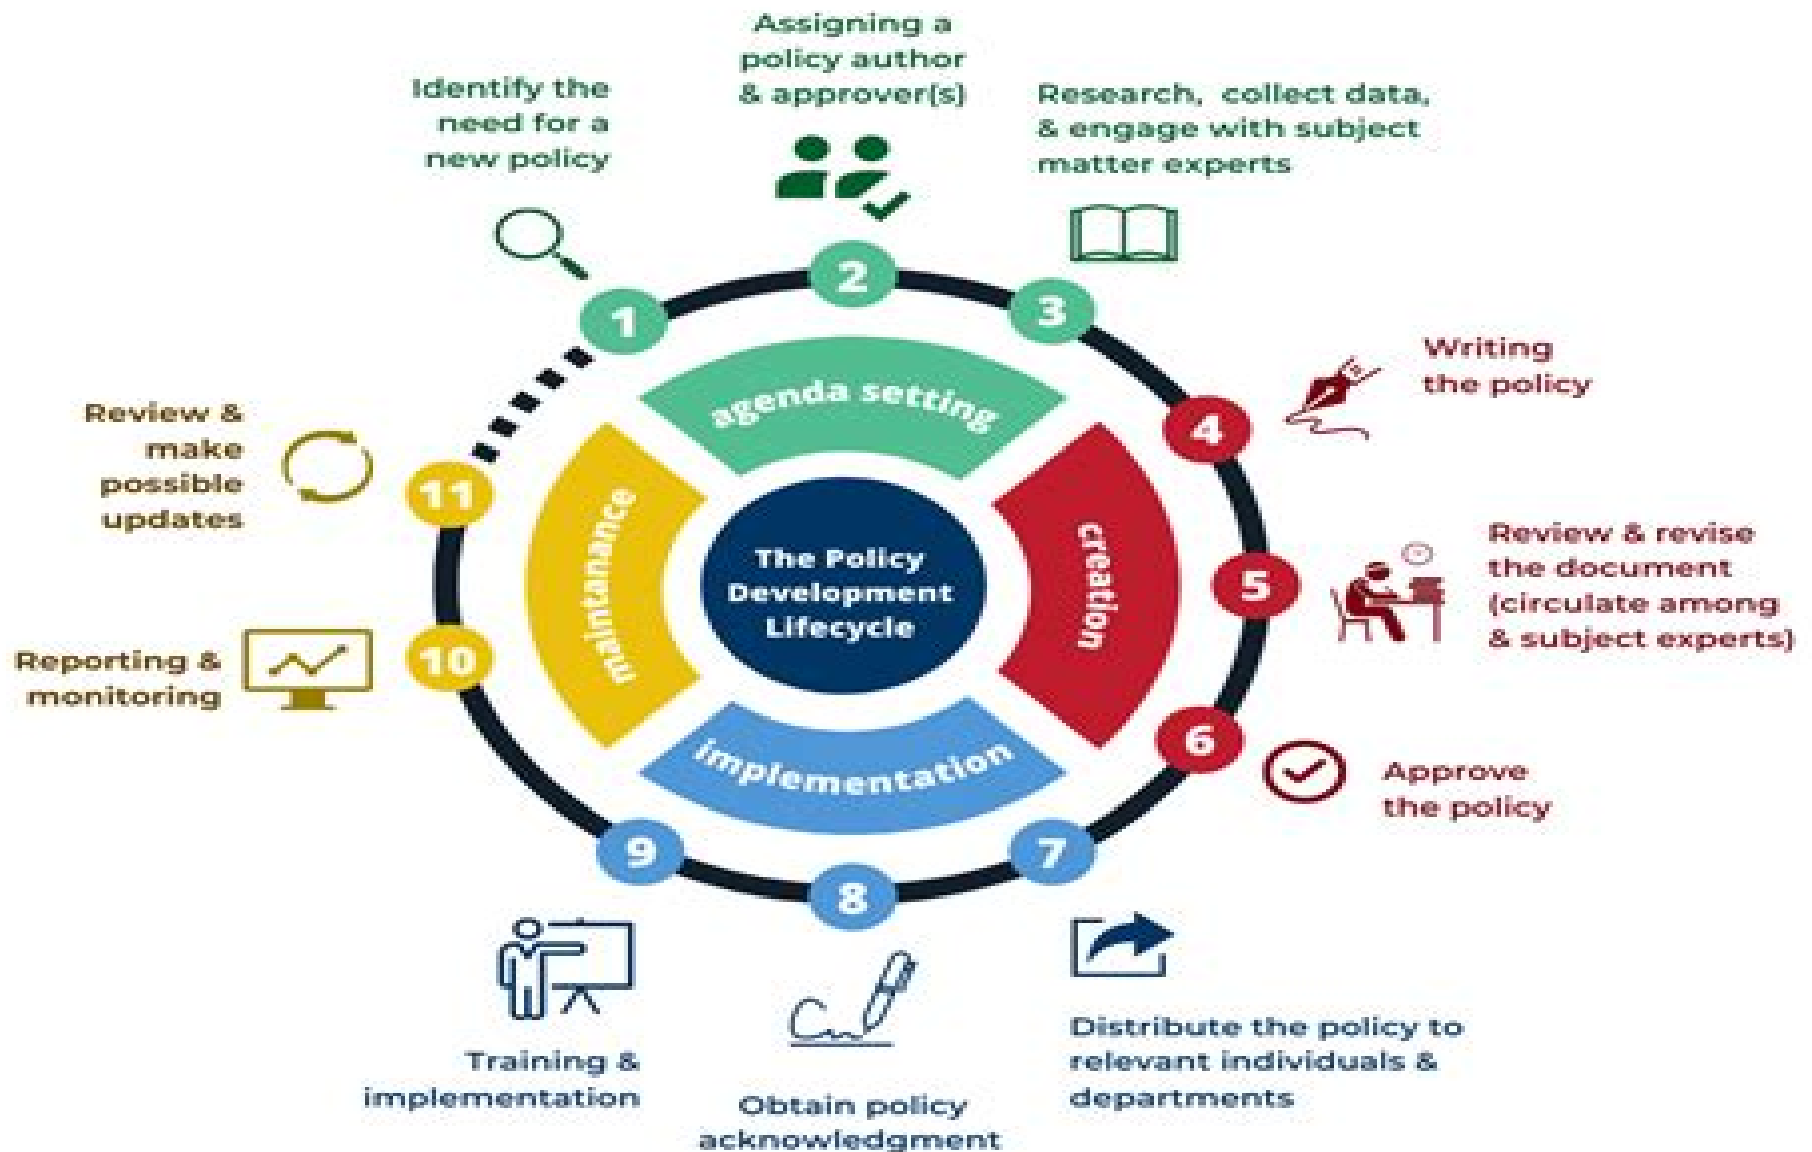 Assigning a
policy author
& approver(s)
Identify the
need for a
new policy
Research, collect data,
& engage with subject
matter experts
1
2
3
Writing
the policy
4
Review & revise
the document
(circulate among
& subject experts)
5
Approve
the policy
6
Distribute the policy to
relevant individuals &
departments
7
Obtain policy
acknowledgment
8
Training &
implementation
9
Reporting &
monitoring
10
Review &
make
possible
updates
11
agenda setting
creation
implementation
maintanance
The Policy
Development
Lifecycle